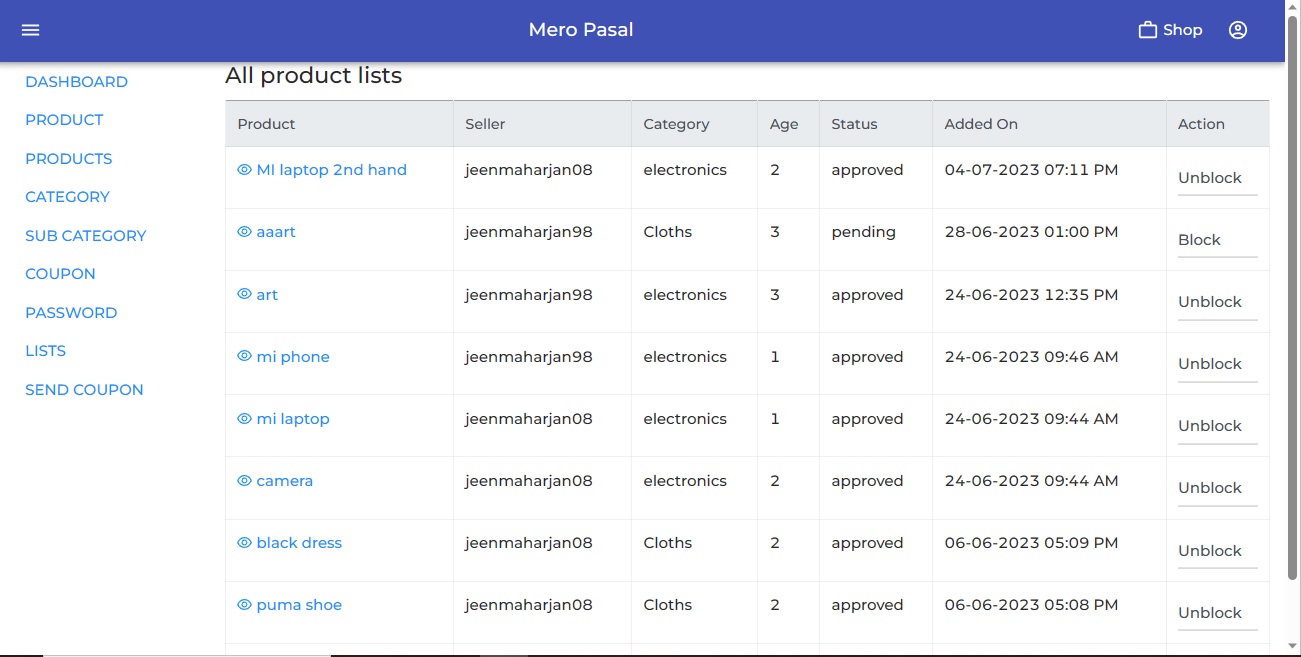 Mero Pasal
Shop
DASHBOARD
PRODUCT
PRODUCTS
CATEGORY
SUB CATEGORY
COUPON
PASSWORD
LISTS
SEND COUPON
All product lists
Product Seller Category Age Status Added On Action
MI laptop 2nd hand jeenmaharjan08 electronics 2 approved 04-07-2023 07:11 PM Unblock
aaart jeenmaharjan98 Cloths 3 pending 28-06-2023 01:00 PM Block
art jeenmaharjan98 electronics 3 approved 24-06-2023 12:35 PM Unblock
mi phone jeenmaharjan98 electronics 1 approved 24-06-2023 09:46 AM Unblock
mi laptop jeenmaharjan08 electronics 1 approved 24-06-2023 09:44 AM Unblock
camera jeenmaharjan08 electronics 2 approved 24-06-2023 09:44 AM Unblock
black dress jeenmaharjan08 Cloths 2 approved 06-06-2023 05:09 PM Unblock
puma shoe jeenmaharjan08 Cloths 2 approved 06-06-2023 05:08 PM Unblock